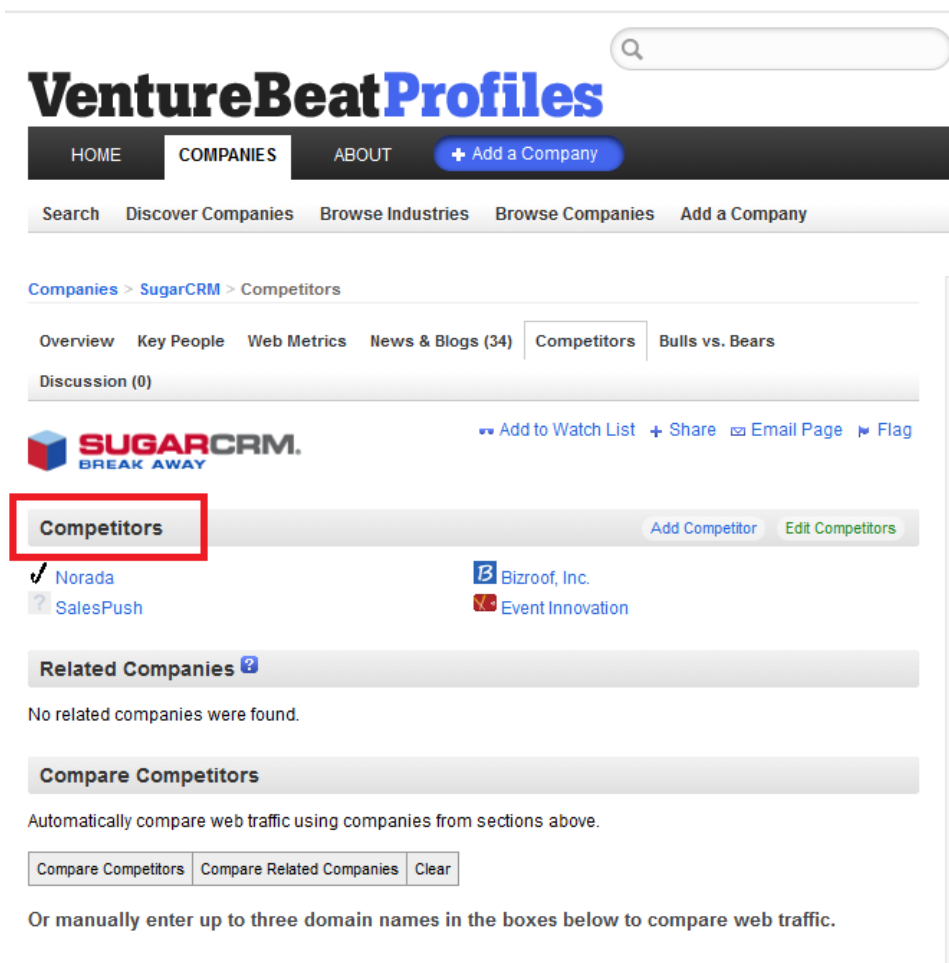 VentureBeatProfiles
HOME COMPANIES ABOUT + Add a Company
Search Discover Companies Browse Industries Browse Companies Add a Company
Companies > SugarCRM > Competitors
Overview Key People Web Metrics News & Blogs (34) Competitors Bulls vs. Bears
Discussion (0)
SUGARCRM.
BREAK AWAY
Add to Watch List + Share Email Page Flag
Competitors Add Competitor Edit Competitors
Norada B Bizroof, Inc.
? SalesPush Event Innovation
Related Companies ?
No related companies were found.
Compare Competitors
Automatically compare web traffic using companies from sections above.
Compare Competitors Compare Related Companies Clear
Or manually enter up to three domain names in the boxes below to compare web traffic.